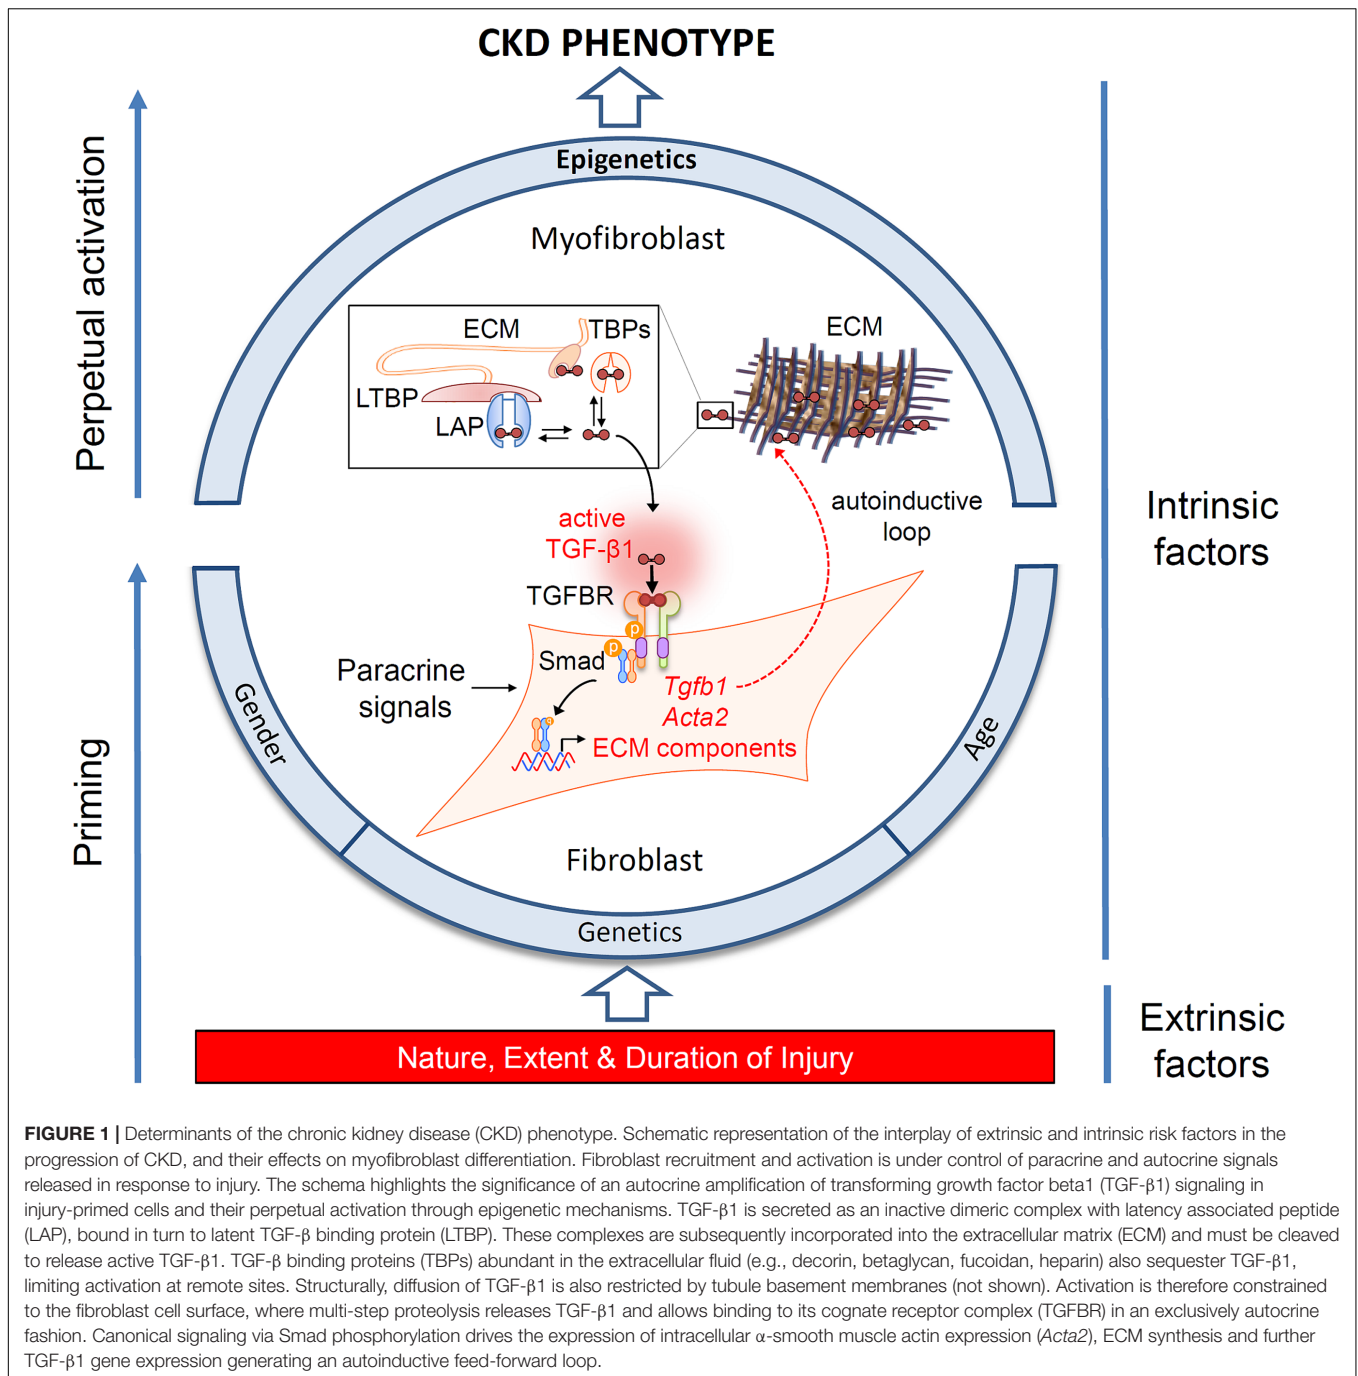 CKD PHENOTYPE
Epigenetics
Myofibroblast
Perpetual activation
ECM
TBPs
LTBP
LAP
ECM
autoinductive
loop
active
TGF-β1
TGFBR
P
P
Smad
Paracrine
signals
Tgfb1
Acta2
ECM components
P
Intrinsic
factors
Gender
Age
Priming
Fibroblast
Genetics
Nature, Extent & Duration of Injury
Extrinsic
factors
FIGURE 1 | Determinants of the chronic kidney disease (CKD) phenotype. Schematic representation of the interplay of extrinsic and intrinsic risk factors in the
progression of CKD, and their effects on myofibroblast differentiation. Fibroblast recruitment and activation is under control of paracrine and autocrine signals
released in response to injury. The schema highlights the significance of an autocrine amplification of transforming growth factor beta1 (TGF-β1) signaling in
injury-primed cells and their perpetual activation through epigenetic mechanisms. TGF-β1 is secreted as an inactive dimeric complex with latency associated peptide
(LAP), bound in turn to latent TGF-β binding protein (LTBP). These complexes are subsequently incorporated into the extracellular matrix (ECM) and must be cleaved
to release active TGF-β1. TGF-β binding proteins (TBPs) abundant in the extracellular fluid (e.g., decorin, betaglycan, fucoidan, heparin) also sequester TGF-β1,
limiting activation at remote sites. Structurally, diffusion of TGF-β1 is also restricted by tubule basement membranes (not shown). Activation is therefore constrained
to the fibroblast cell surface, where multi-step proteolysis releases TGF-β1 and allows binding to its cognate receptor complex (TGFBR) in an exclusively autocrine
fashion. Canonical signaling via Smad phosphorylation drives the expression of intracellular α-smooth muscle actin expression (Acta2), ECM synthesis and further
TGF-β1 gene expression generating an autoinductive feed-forward loop.